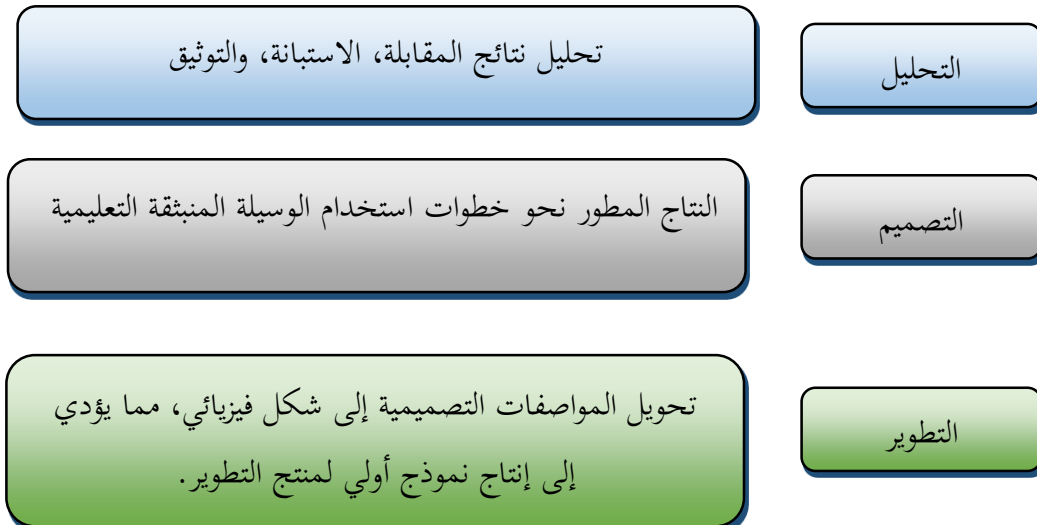 التحليل
تحليل نتائج المقابلة، الاستبانة، والتوثيق
التصميم
النتاج المطور نحو خطوات استخدام الوسيلة المنبثقة التعليمية
التطوير
تحويل المواصفات التصميمية إلى شكل فيزيائي، مما يؤدي
إلى إنتاج نموذج أولي لمنتج التطوير.